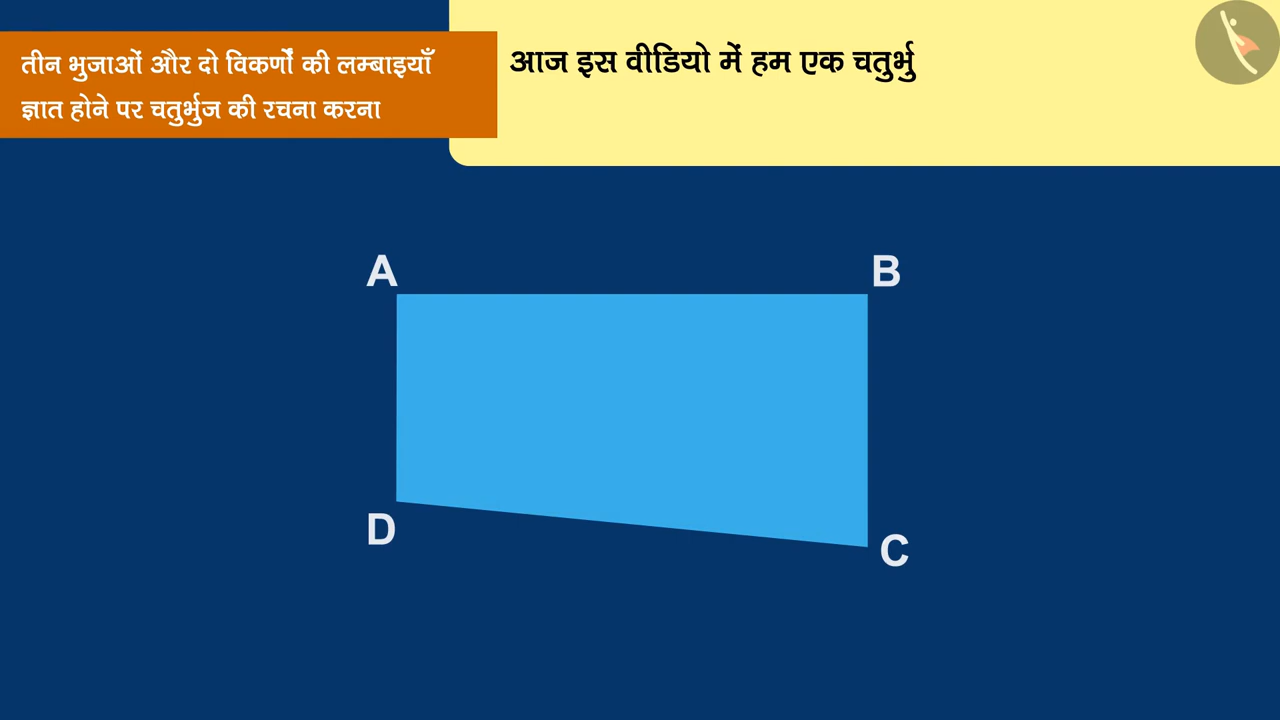 तीन भुजाओं और दो विकर्णों की लम्बाइयाँ
ज्ञात होने पर चतुर्भुज की रचना करना
आज इस वीडियो में हम एक चतुर्भु
A
B
D
C